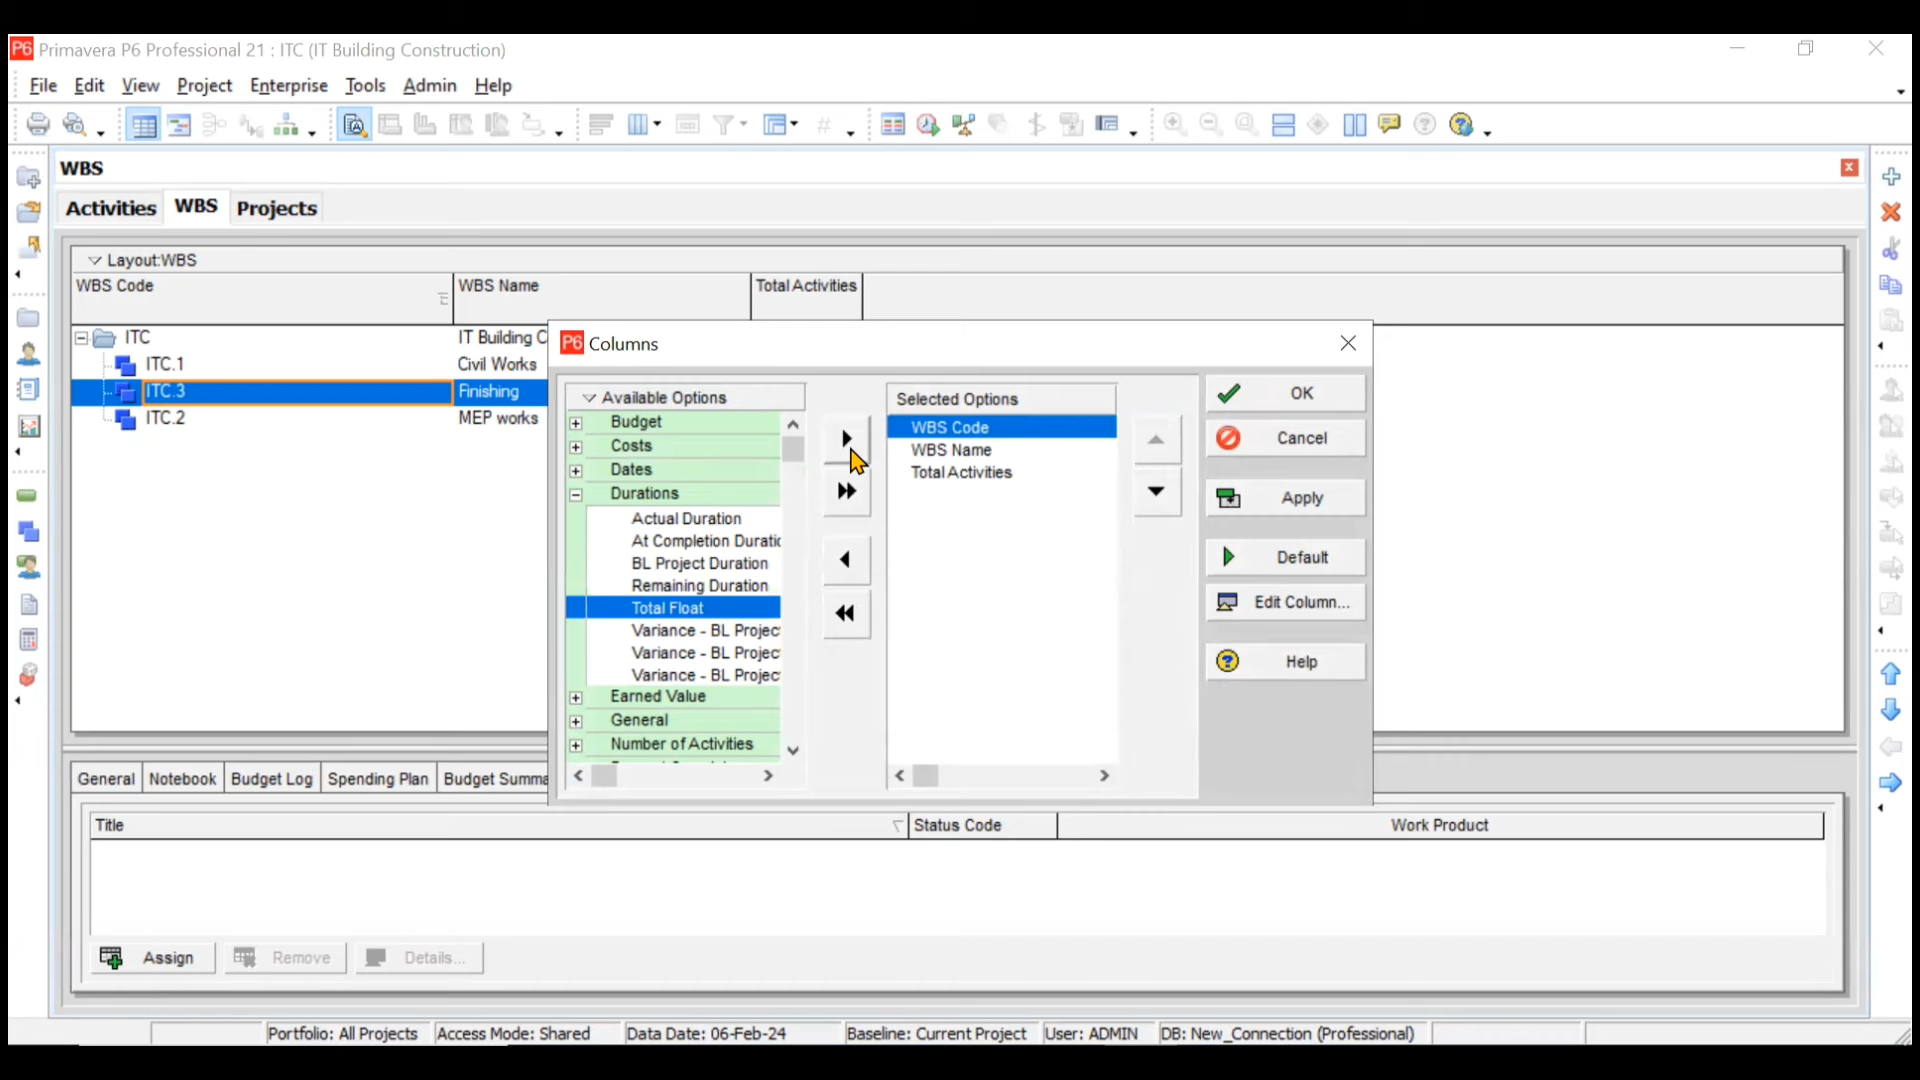 P6 Primavera P6 Professional 21 : ITC (IT Building Construction)
File Edit View Project Enterprise Tools Admin Help
WBS
Activities WBS Projects
Layout:WBS
WBS Code WBS Name Total Activities
ITC IT Building C
ITC.1 Civil Works
ITC.3 Finishing
ITC.2 MEP works
P6 Columns
Available Options
Budget
Costs
Dates
Durations
Actual Duration
At Completion Duratio
BL Project Duration
Remaining Duration
Total Float
Variance - BL Projec
Variance - BL Projec
Variance - BL Projec
Earned Value
General
Number of Activities
Selected Options
WBS Code
WBS Name
Total Activities
OK
Cancel
Apply
Default
Edit Column...
Help
General Notebook Budget Log Spending Plan Budget Summa
Title Status Code Work Product
Assign Remove Details...
Portfolio: All Projects Access Mode: Shared Data Date: 06-Feb-24 Baseline: Current Project User: ADMIN DB: New_Connection (Professional)